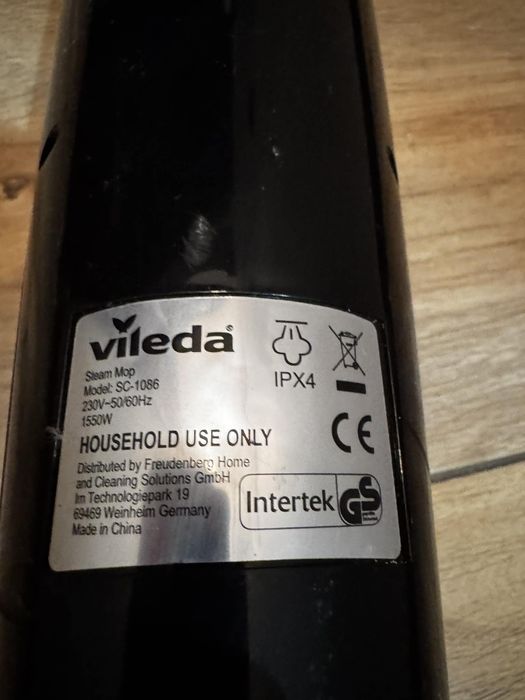 vileda®
Steam Mop
Model: SC-1086
230V~50/60Hz
1550W
IPX4
HOUSEHOLD USE ONLY
CE
Distributed by Freudenberg Home
and Cleaning Solutions GmbH
Im Technologiepark 19
69469 Weinheim Germany
Made in China
Intertek
GS